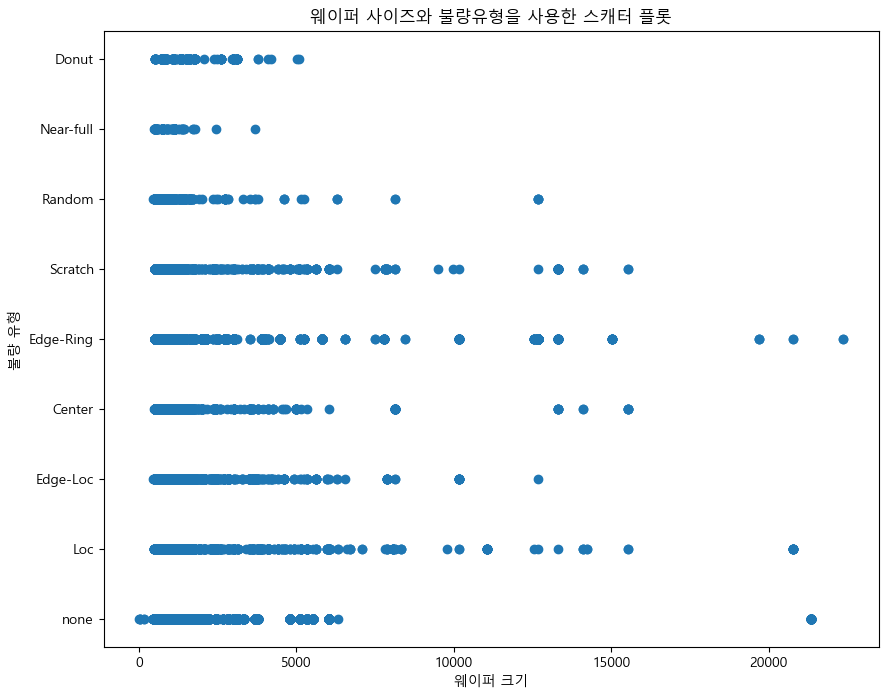 웨이퍼 사이즈와 불량유형을 사용한 스캐터 플롯
불량 유형
Donut
Near-full
Random
Scratch
Edge-Ring
Center
Edge-Loc
Loc
none
0 5000 10000 15000 20000
웨이퍼 크기